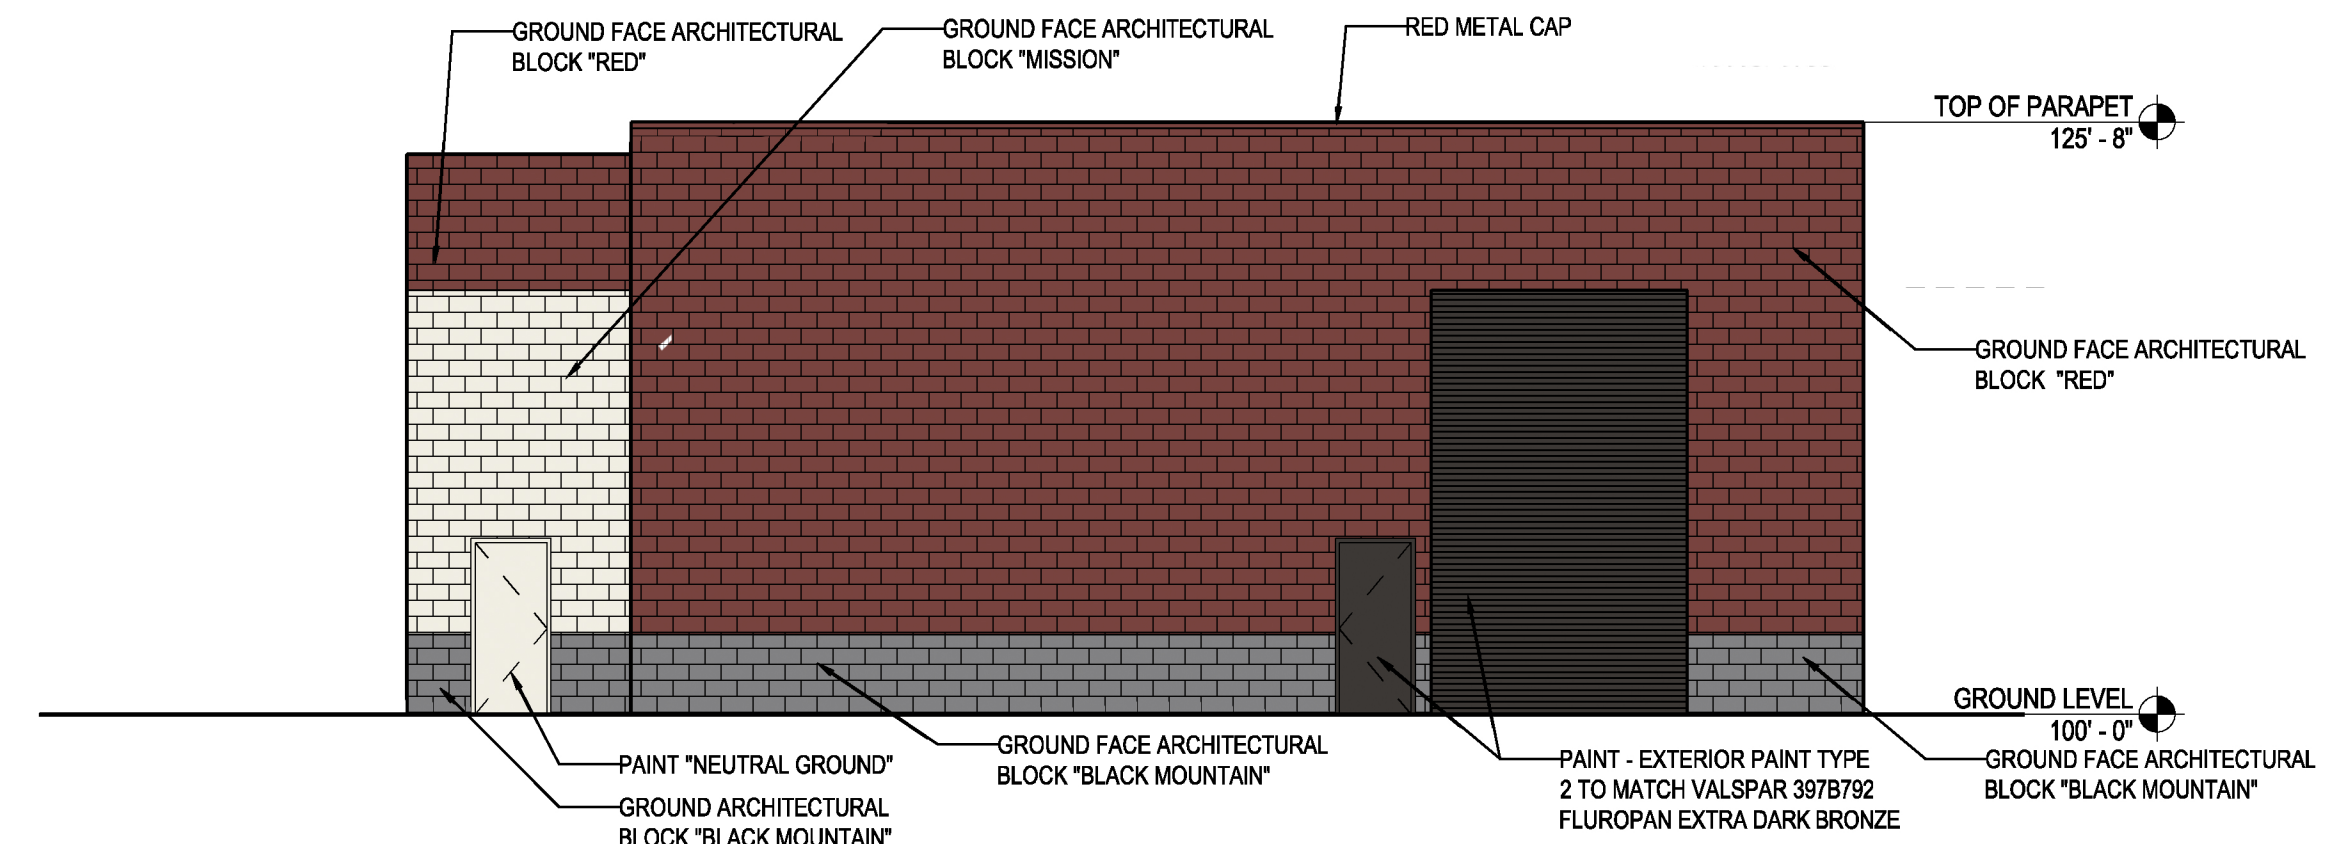 GROUND FACE ARCHITECTURAL
BLOCK "RED"
GROUND FACE ARCHITECTURAL
BLOCK "MISSION"
RED METAL CAP
TOP OF PARAPET
125' - 8"
GROUND FACE ARCHITECTURAL
BLOCK "RED"
GROUND LEVEL
100' - 0"
GROUND FACE ARCHITECTURAL
BLOCK "BLACK MOUNTAIN"
PAINT - EXTERIOR PAINT TYPE
2 TO MATCH VALSPAR 397B792
FLUROPAN EXTRA DARK BRONZE
GROUND FACE ARCHITECTURAL
BLOCK "BLACK MOUNTAIN"
PAINT "NEUTRAL GROUND"
GROUND ARCHITECTURAL
BLOCK "BLACK MOUNTAIN"